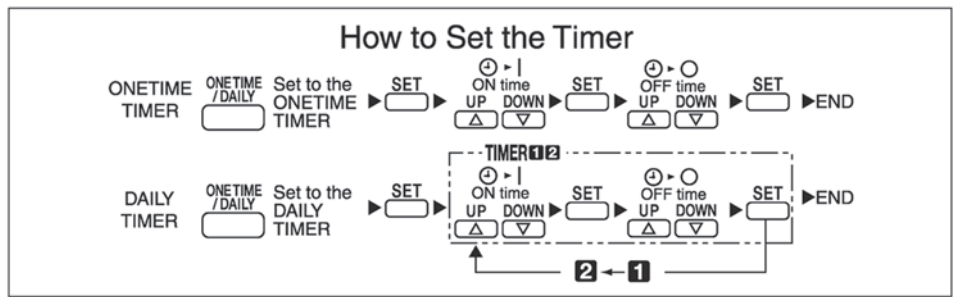 How to Set the Timer
ONETIME TIMER
ONETIME /DAILY
Set to the ONETIME TIMER
SET
ON time
UP DOWN
SET
OFF time
UP DOWN
SET
END
DAILY TIMER
ONETIME /DAILY
Set to the DAILY TIMER
SET
TIMER 1 2
ON time
UP DOWN
SET
OFF time
UP DOWN
SET
END
2 ← 1